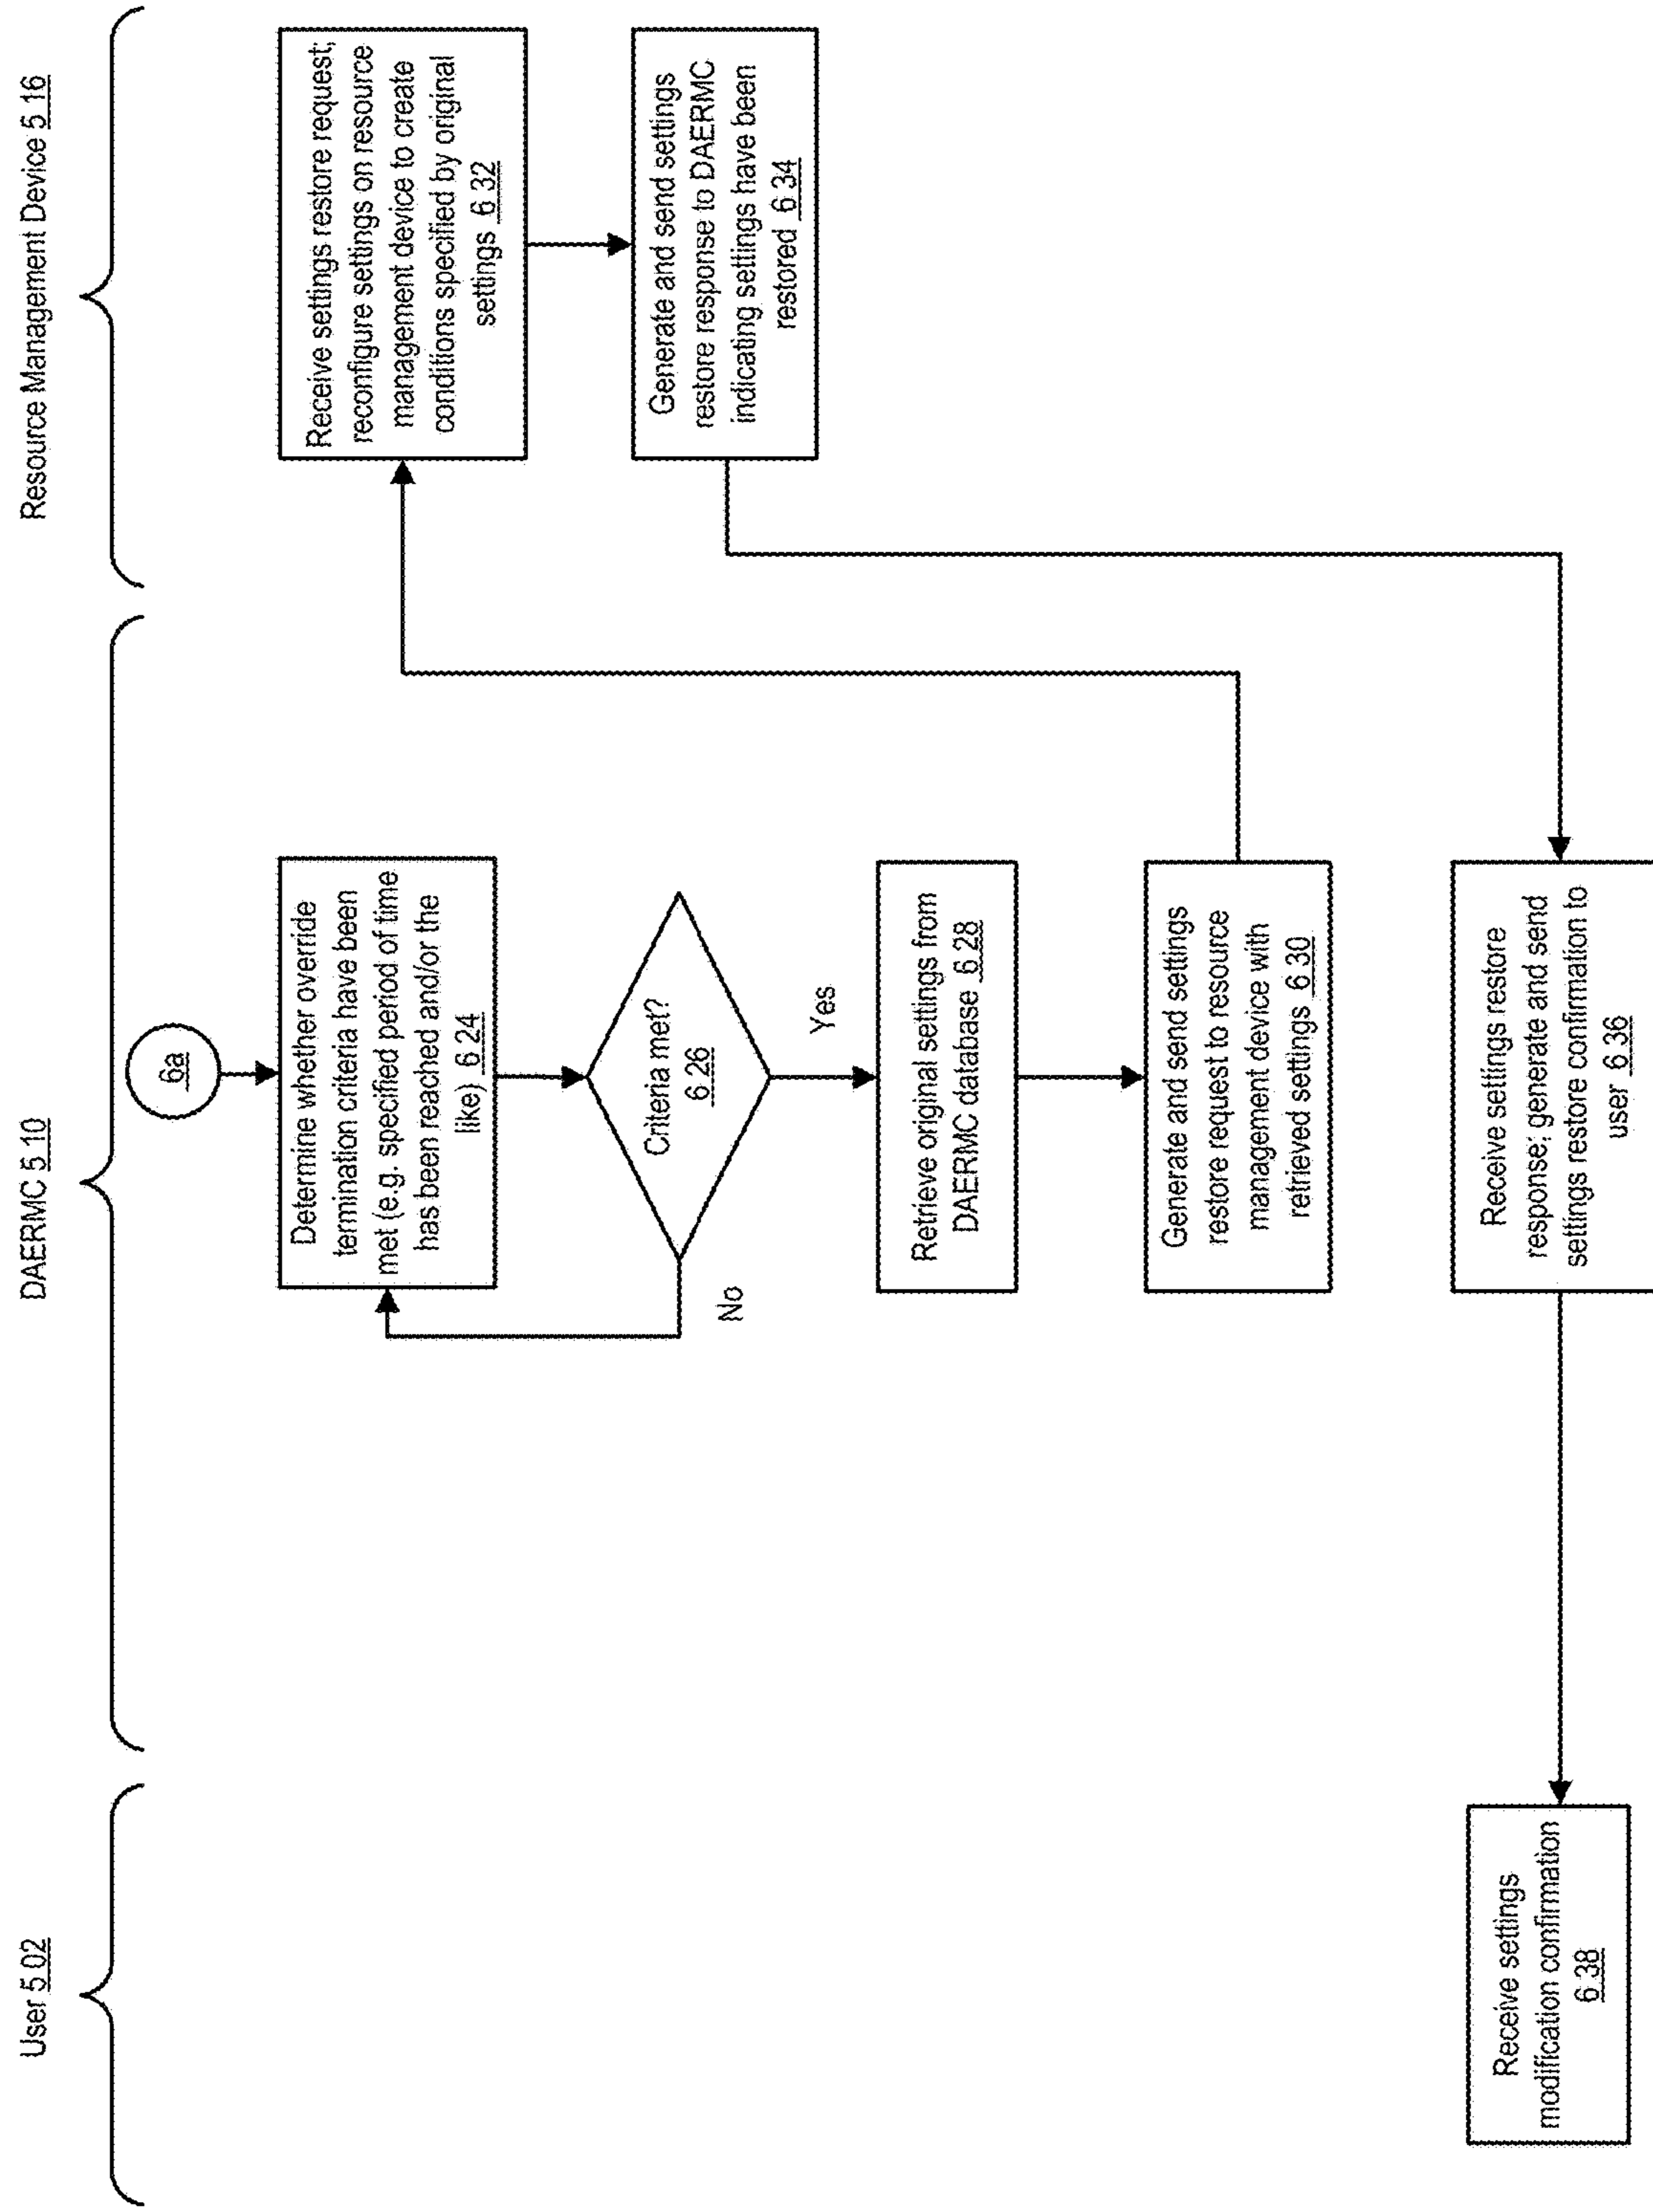 User 5 02
DAERMC 5 10
Resource Management Device 5 16
6a
Determine whether override
termination criteria have been
met (e.g. specified period of time
has been reached and/or the
like) 6 24
Criteria met?
6 26
No
Yes
Retrieve original settings from
DAERMC database 6 28
Generate and send settings
restore request to resource
management device with
retrieved settings 6 30
Receive settings restore request;
reconfigure settings on resource
management device to create
conditions specified by original
settings 6 32
Generate and send settings
restore response to DAERMC
indicating settings have been
restored 6 34
Receive settings restore
response; generate and send
settings restore confirmation to
user 6 36
Receive settings
modification confirmation
6 38